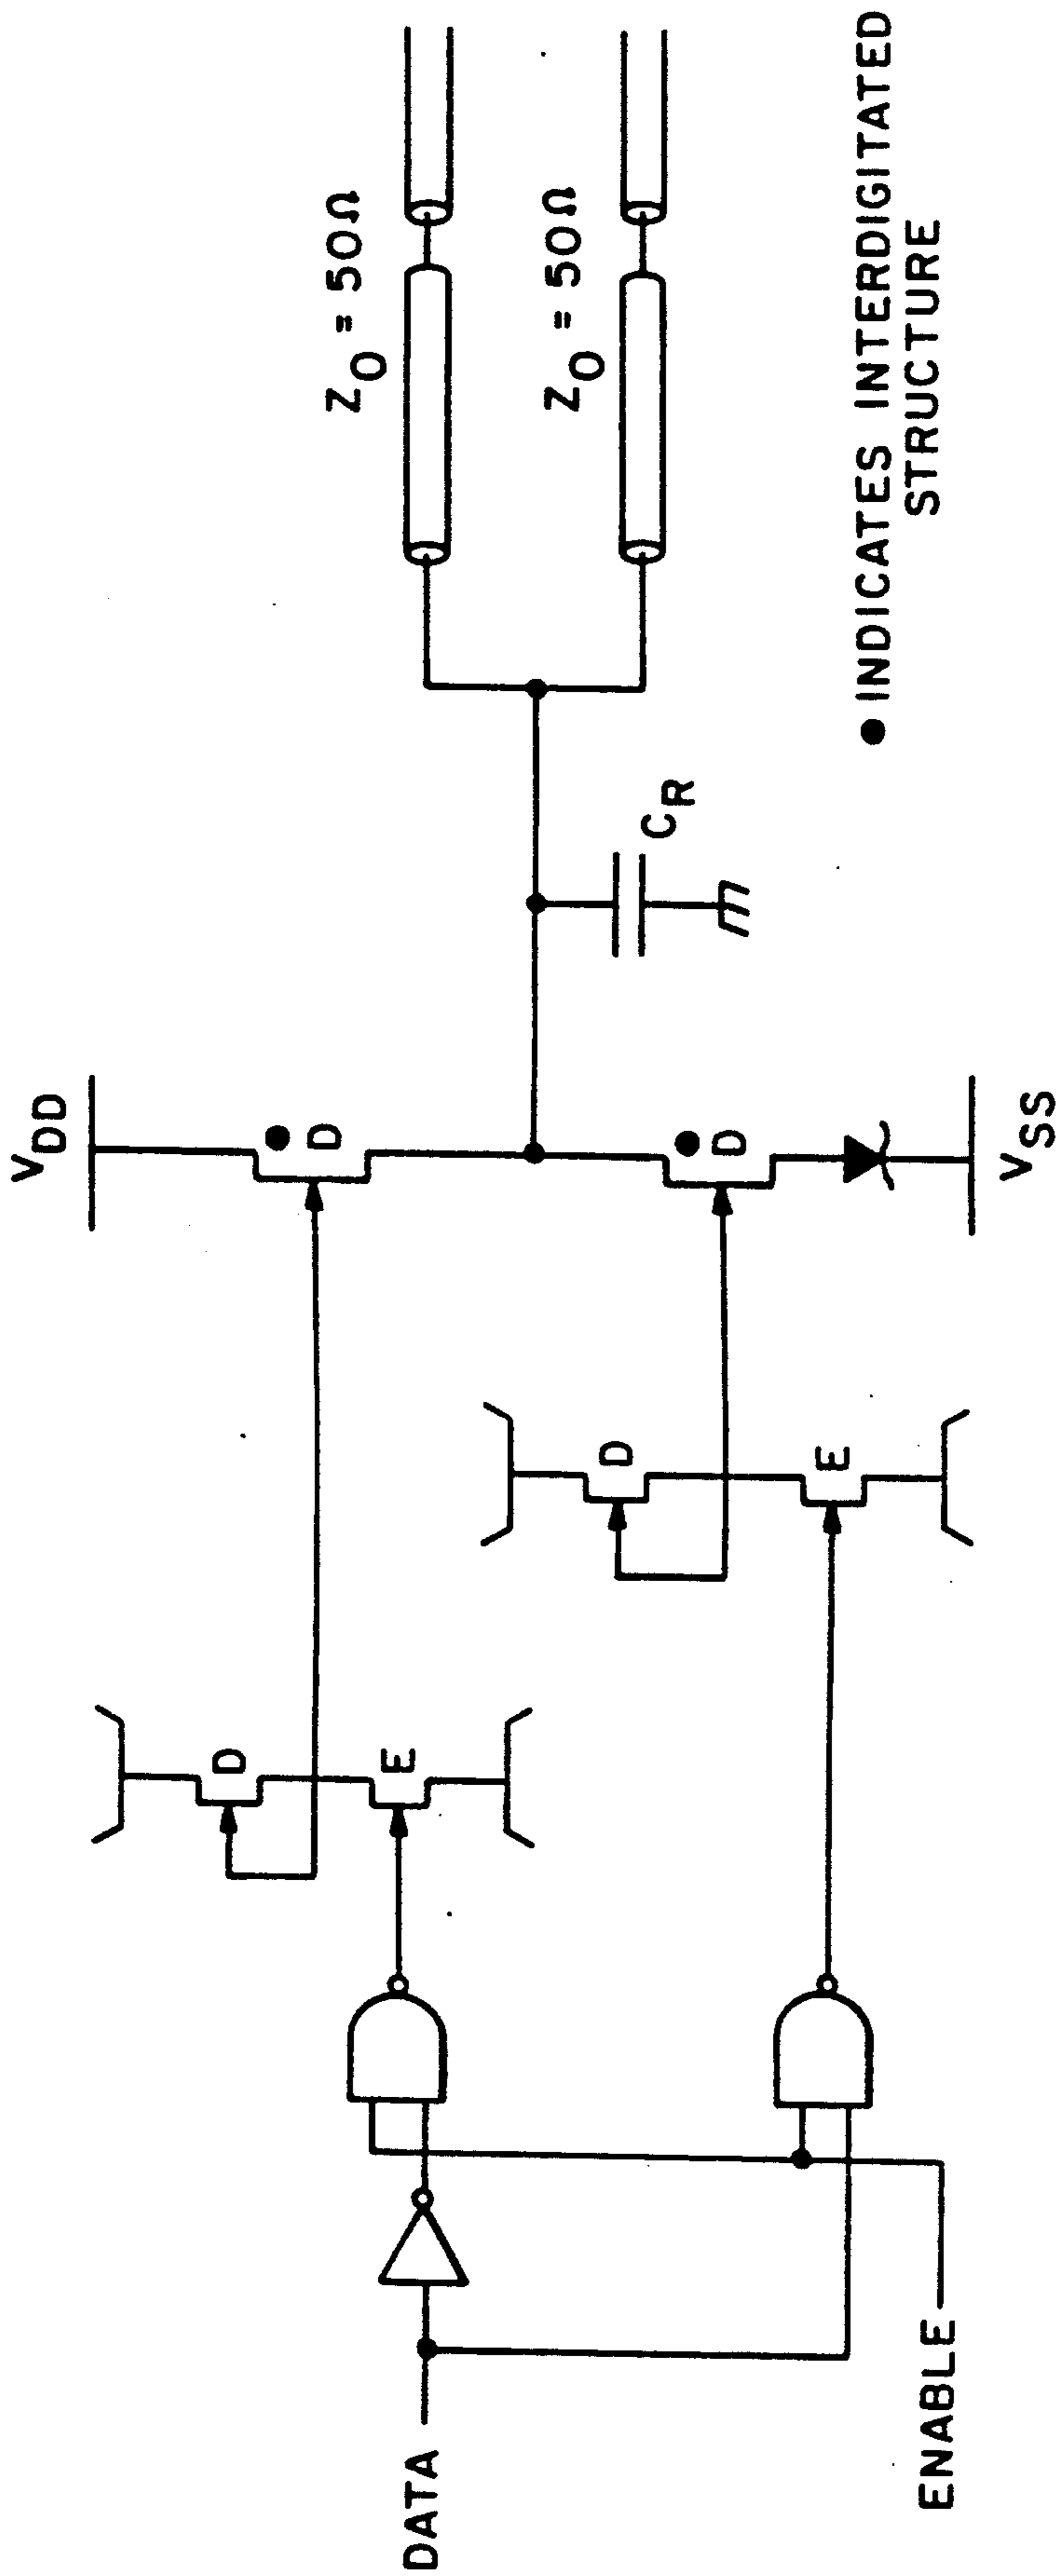 V_DD
D
D
E
D
E
D
D
DATA
ENABLE
V_SS
C_R
Z_O = 50Ω
Z_O = 50Ω
● INDICATES INTERDIGITATED
STRUCTURE